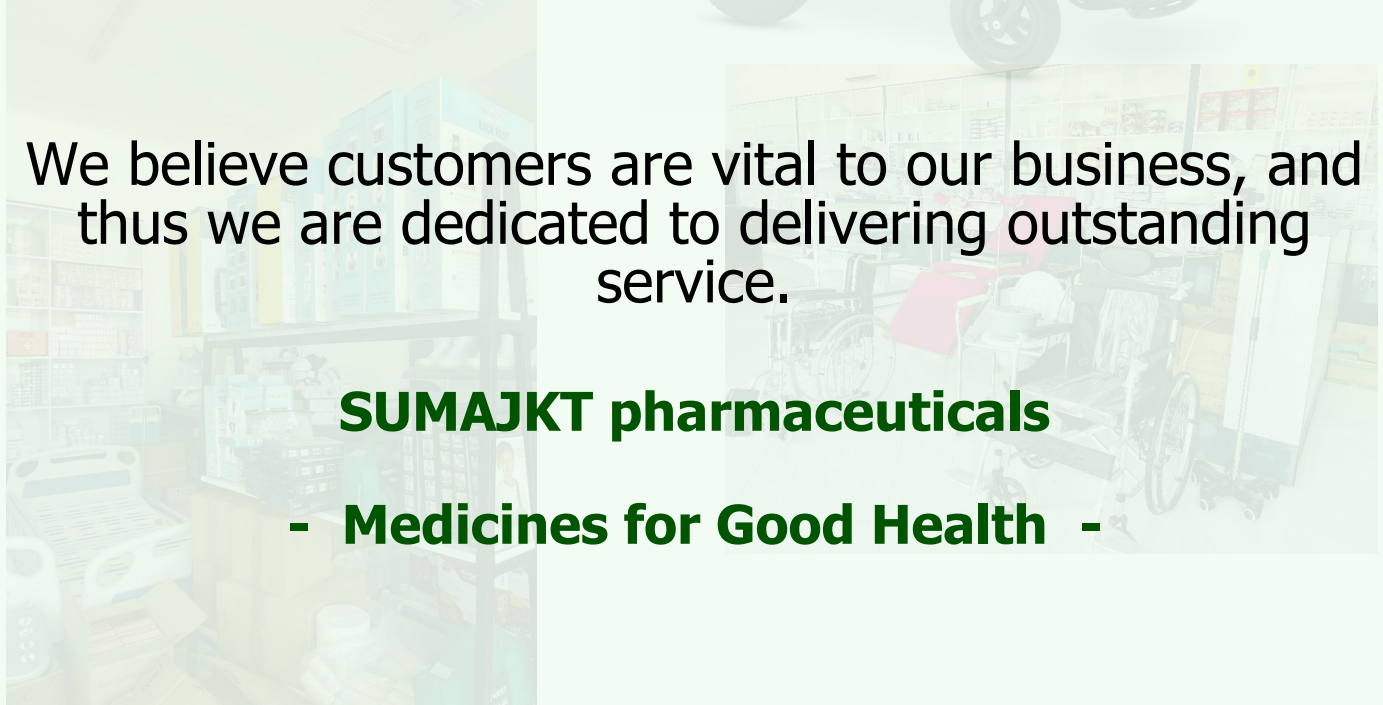 We believe customers are vital to our business, and
thus we are dedicated to delivering outstanding
service.
SUMAJKT pharmaceuticals
- Medicines for Good Health -